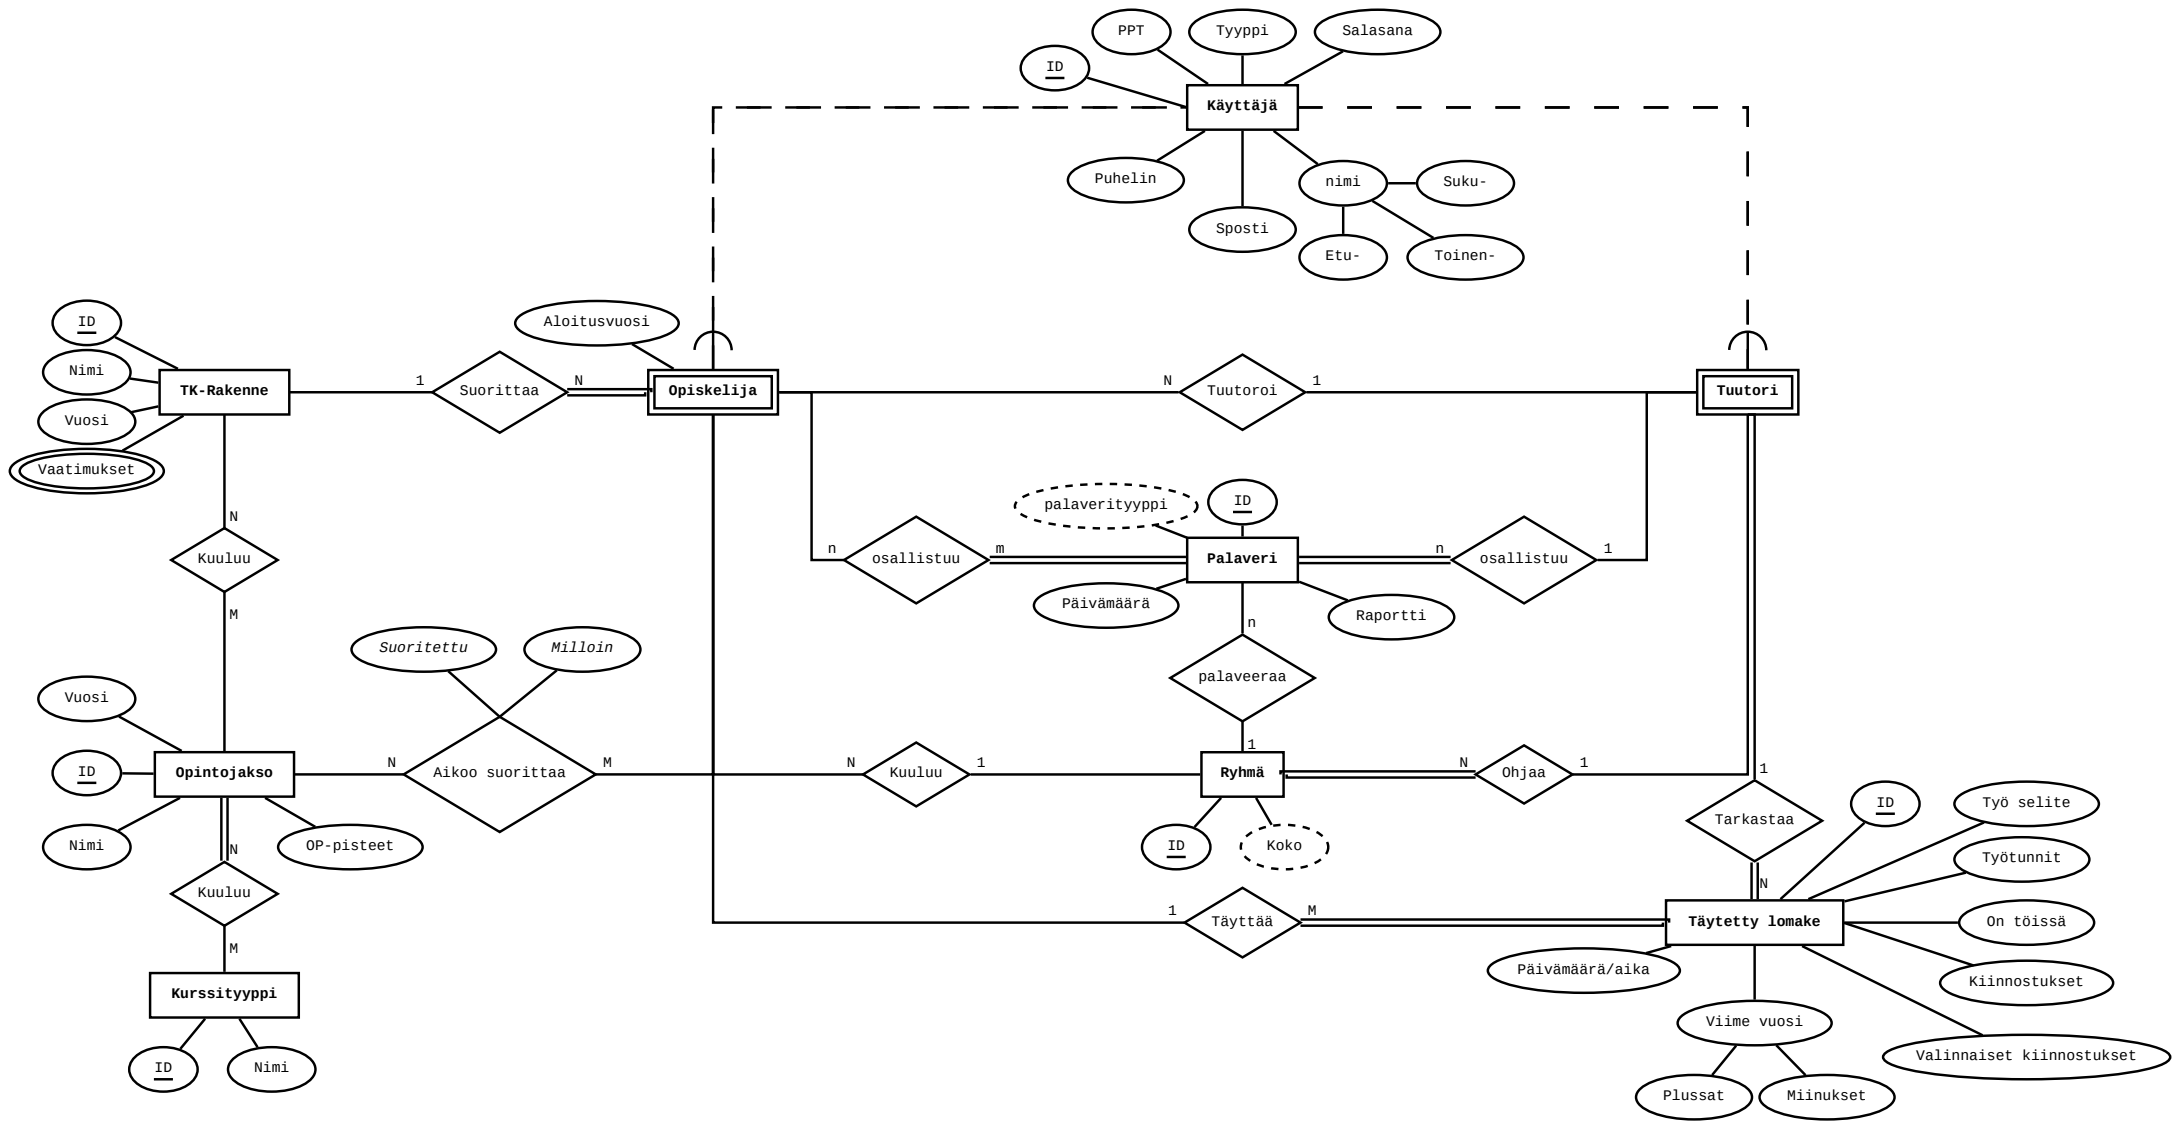 PPT
Tyyppi
Salasana
ID
Käyttäjä
Puhelin
nimi
Suku-
Sposti
Etu-
Toinen-
ID
Nimi
Vuosi
Vaatimukset
TK-Rakenne
1
Suorittaa
N
Aloitusvuosi
Opiskelija
N
Tuutoroi
1
Tuutori
N
Kuuluu
M
palaverityyppi
ID
n
osallistuu
m
Palaveri
n
osallistuu
1
Päivämäärä
Raportti
n
palaveeraa
1
Suoritettu
Milloin
Vuosi
ID
Opintojakso
N
Aikoo suorittaa
M
N
Kuuluu
1
Ryhmä
N
Ohjaa
1
1
Nimi
OP-pisteet
N
Kuuluu
M
ID
Koko
Tarkastaa
N
ID
Työ selite
Työtunnit
1
Täyttää
M
Täytetty lomake
On töissä
Päivämäärä/aika
Kiinnostukset
Kurssityyppi
ID
Nimi
Viime vuosi
Valinnaiset kiinnostukset
Plussat
Miinukset